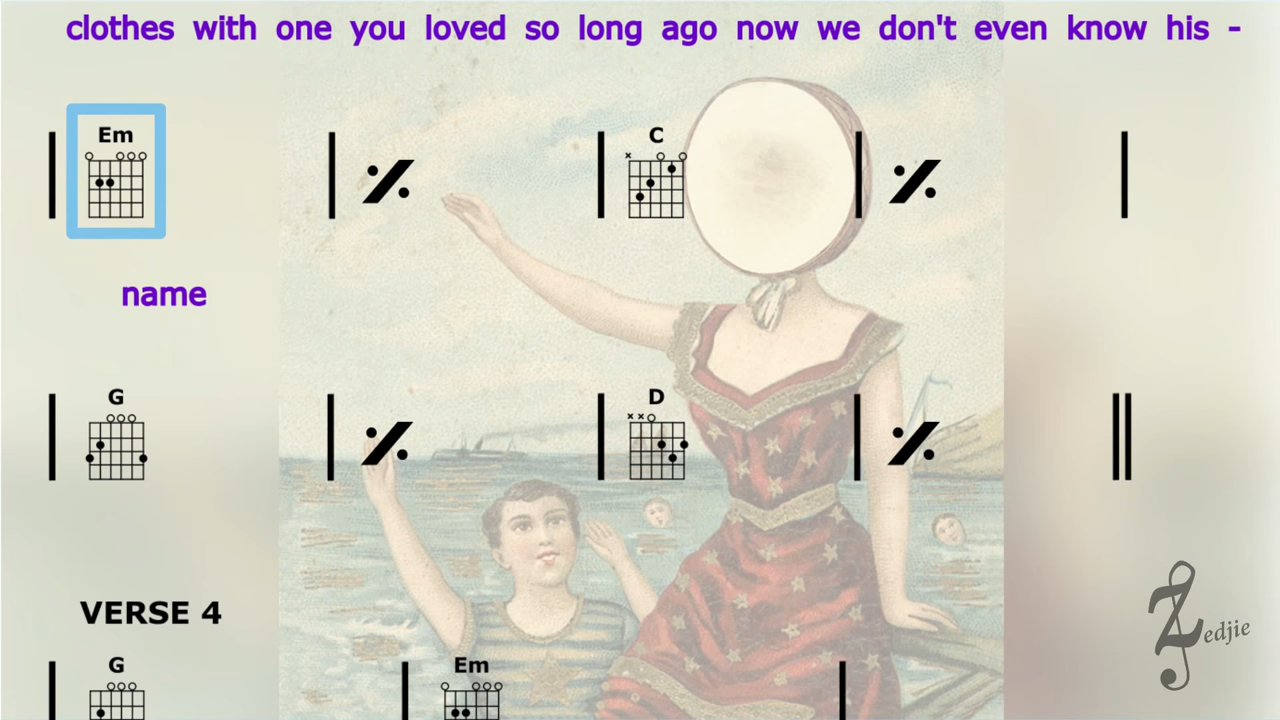 clothes with one you loved so long ago now we don't even know his -
Em C
name
G D
VERSE 4
G Em
Zedjie